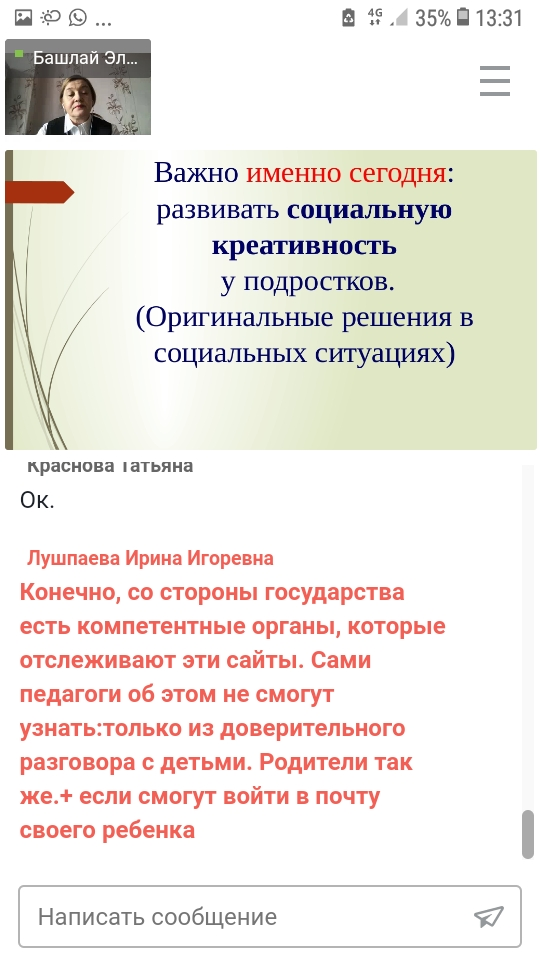 ...
4G
35%
13:31
Башлай Эл...
Важно именно сегодня:
развивать социальную
креативность
у подростков.
(Оригинальные решения в
социальных ситуациях)
Краснова Татьяна
Ок.
Лушпаева Ирина Игоревна
Конечно, со стороны государства
есть компетентные органы, которые
отслеживают эти сайты. Сами
педагоги об этом не смогут
узнать:только из доверительного
разговора с детьми. Родители так
же.+ если смогут войти в почту
своего ребенка
Написать сообщение